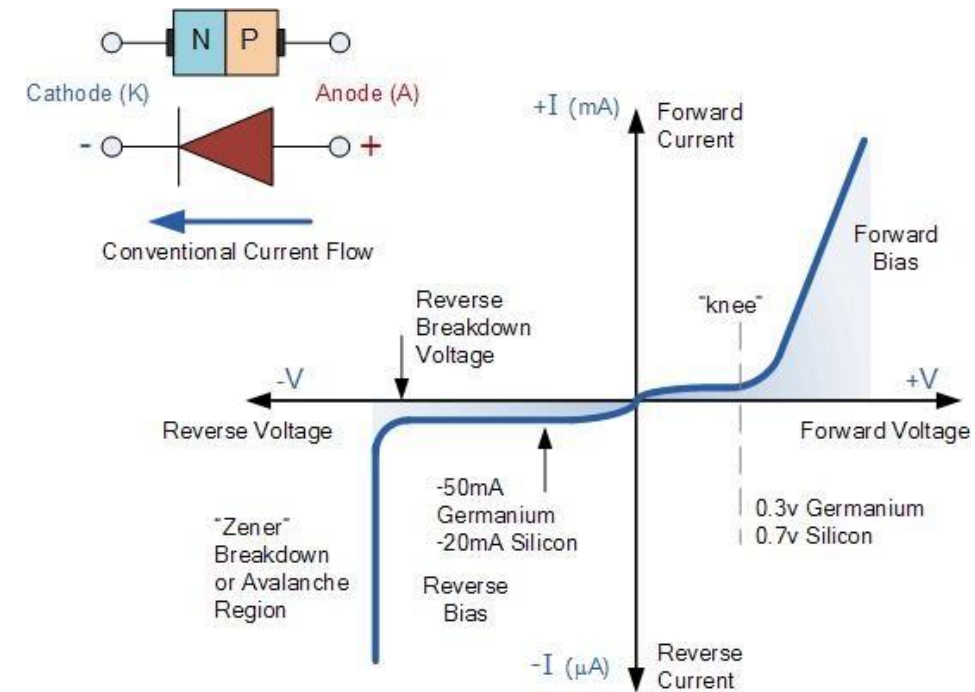 N P
Cathode (K)
Anode (A)
- +
Conventional Current Flow
+I (mA)
Forward
Current
Forward
Bias
"knee"
Reverse
Breakdown
Voltage
-V
+V
Reverse Voltage
Forward Voltage
-50mA
Germanium
-20mA Silicon
0.3v Germanium
0.7v Silicon
"Zener"
Breakdown
or Avalanche
Region
Reverse
Bias
-I (µA)
Reverse
Current